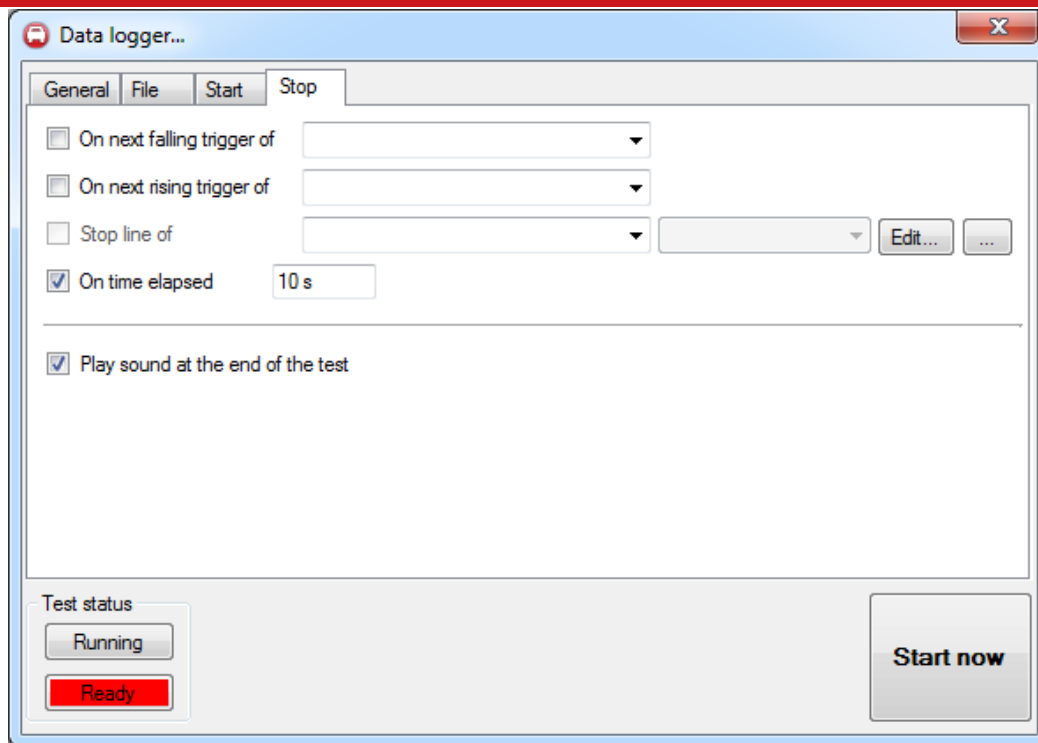 Data logger...
General File Start Stop
On next falling trigger of
On next rising trigger of
Stop line of Edit... ...
On time elapsed 10 s
Play sound at the end of the test
Test status
Running
Ready
Start now